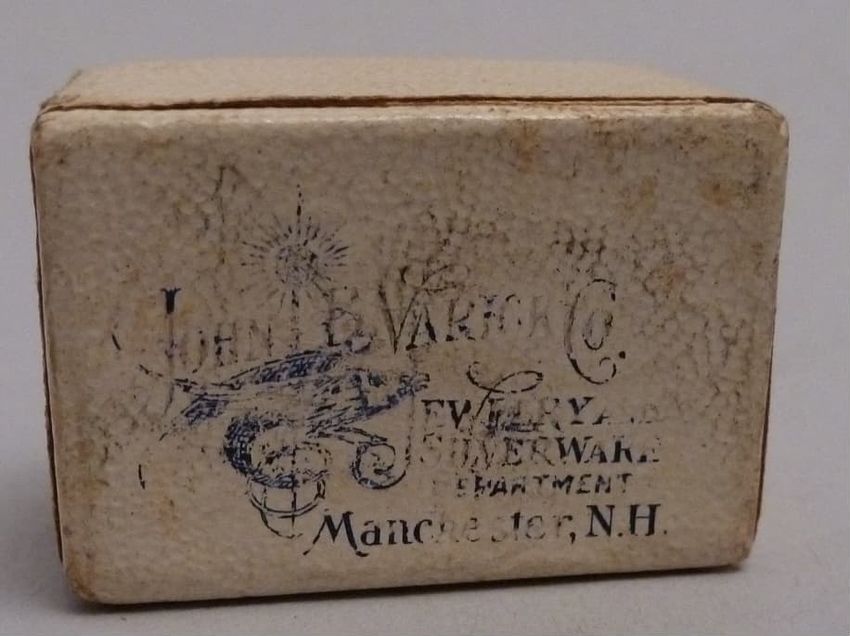 John B. Varick Co.
Jewelry and
Silverware
Department
Manchester, N.H.